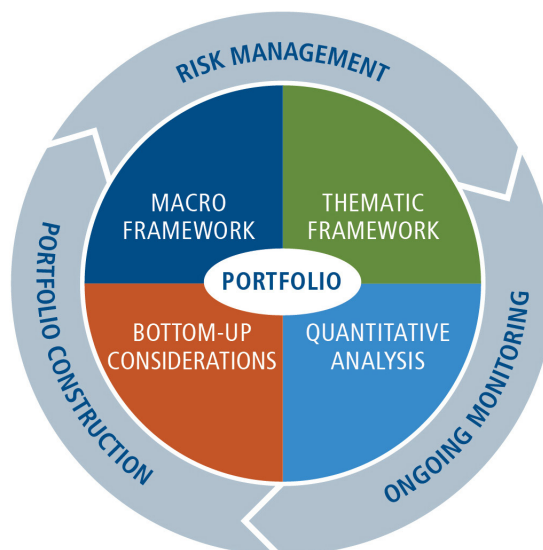 RISK MANAGEMENT
MACRO
FRAMEWORK
THEMATIC
FRAMEWORK
PORTFOLIO
BOTTOM-UP
CONSIDERATIONS
QUANTITATIVE
ANALYSIS
PORTFOLIO CONSTRUCTION
ONGOING MONITORING